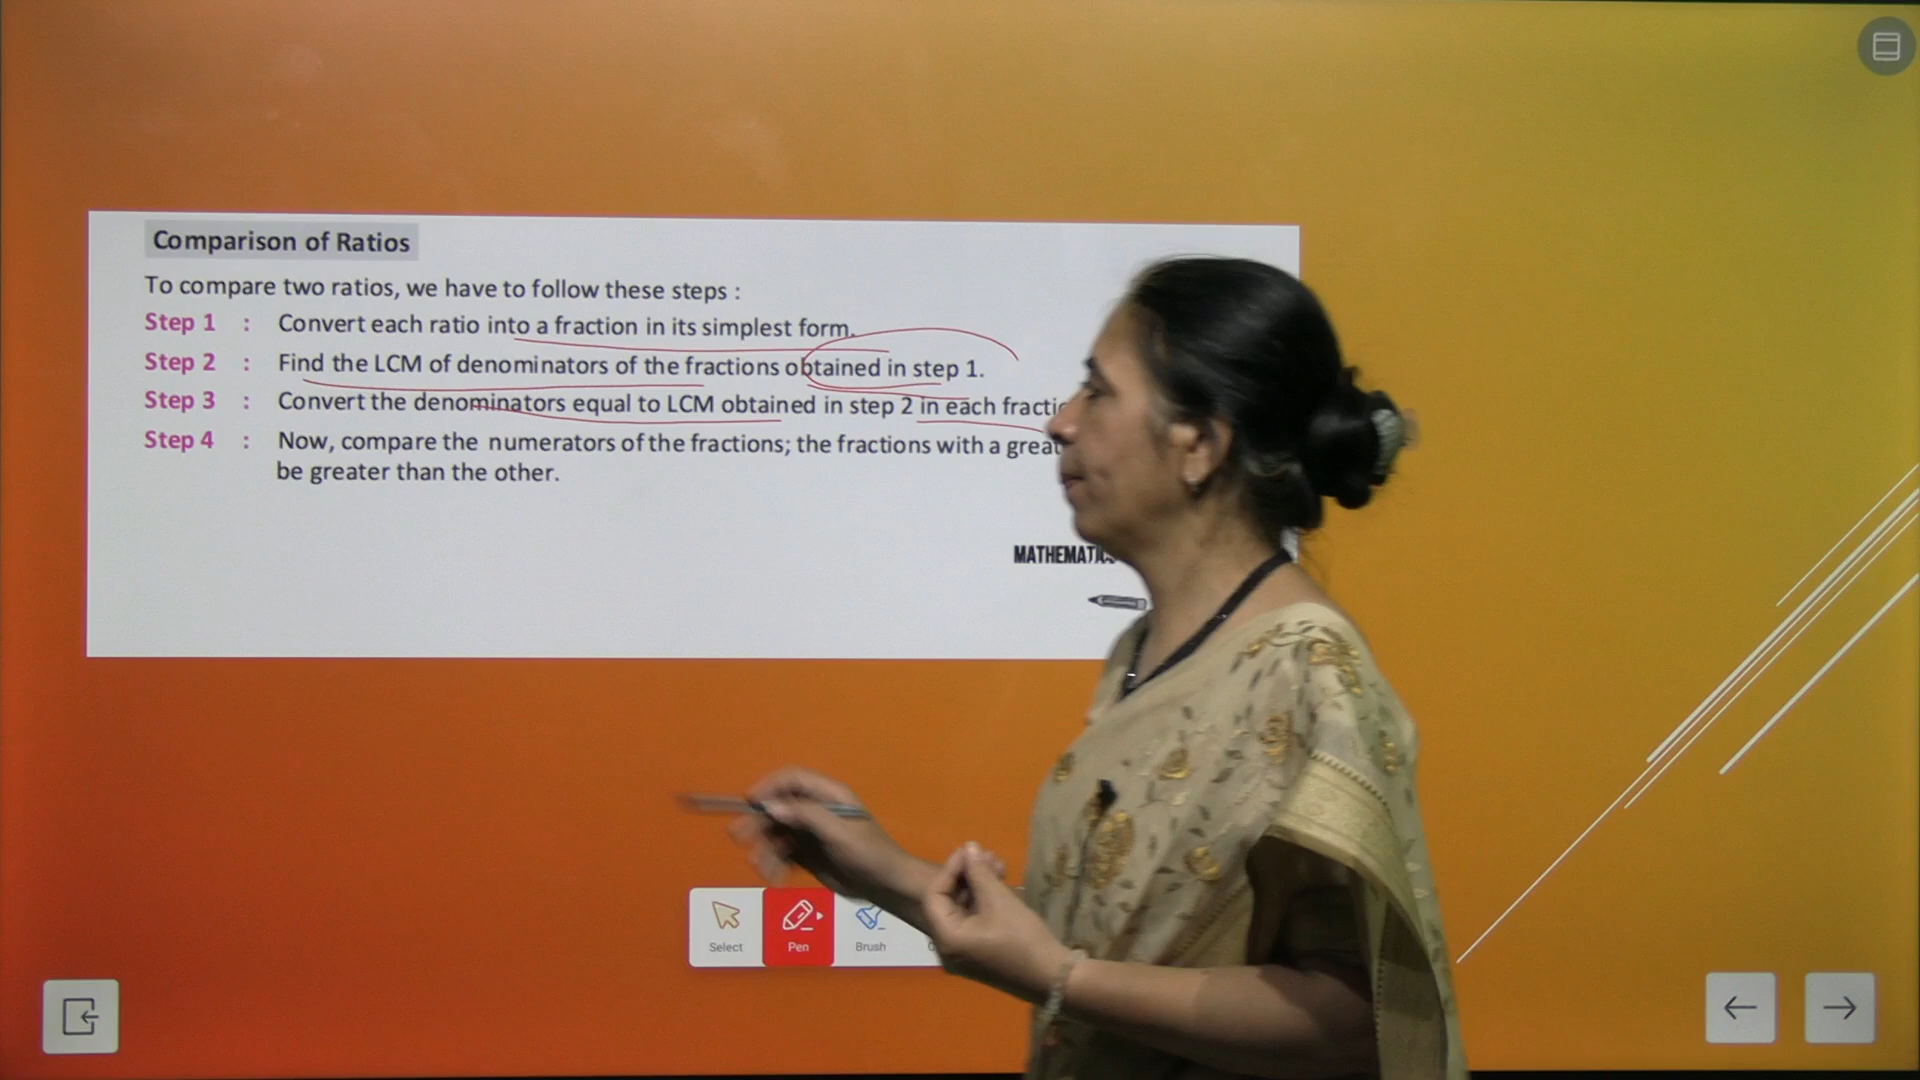 Comparison of Ratios
To compare two ratios, we have to follow these steps :
Step 1 : Convert each ratio into a fraction in its simplest form.
Step 2 : Find the LCM of denominators of the fractions obtained in step 1.
Step 3 : Convert the denominators equal to LCM obtained in step 2 in each
Step 4 : Now, compare the numerators of the fractions; the fractions with a
be greater than the other.
Select Pen Brush